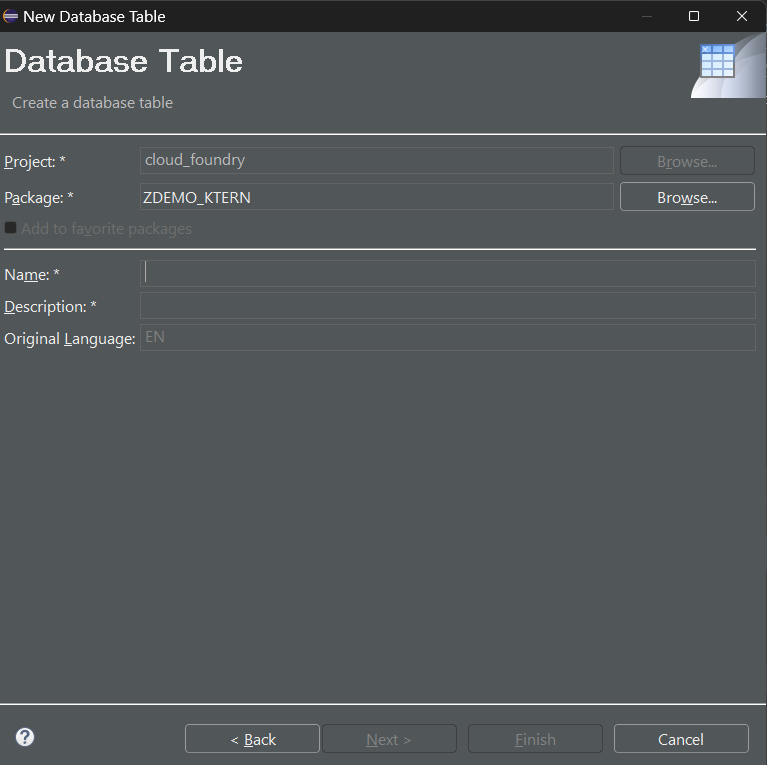 New Database Table
Database Table
Create a database table
Project: * cloud_foundry Browse...
Package: * ZDEMO_KTERN Browse...
Add to favorite packages
Name: *
Description: *
Original Language: EN
? < Back Next > Finish Cancel